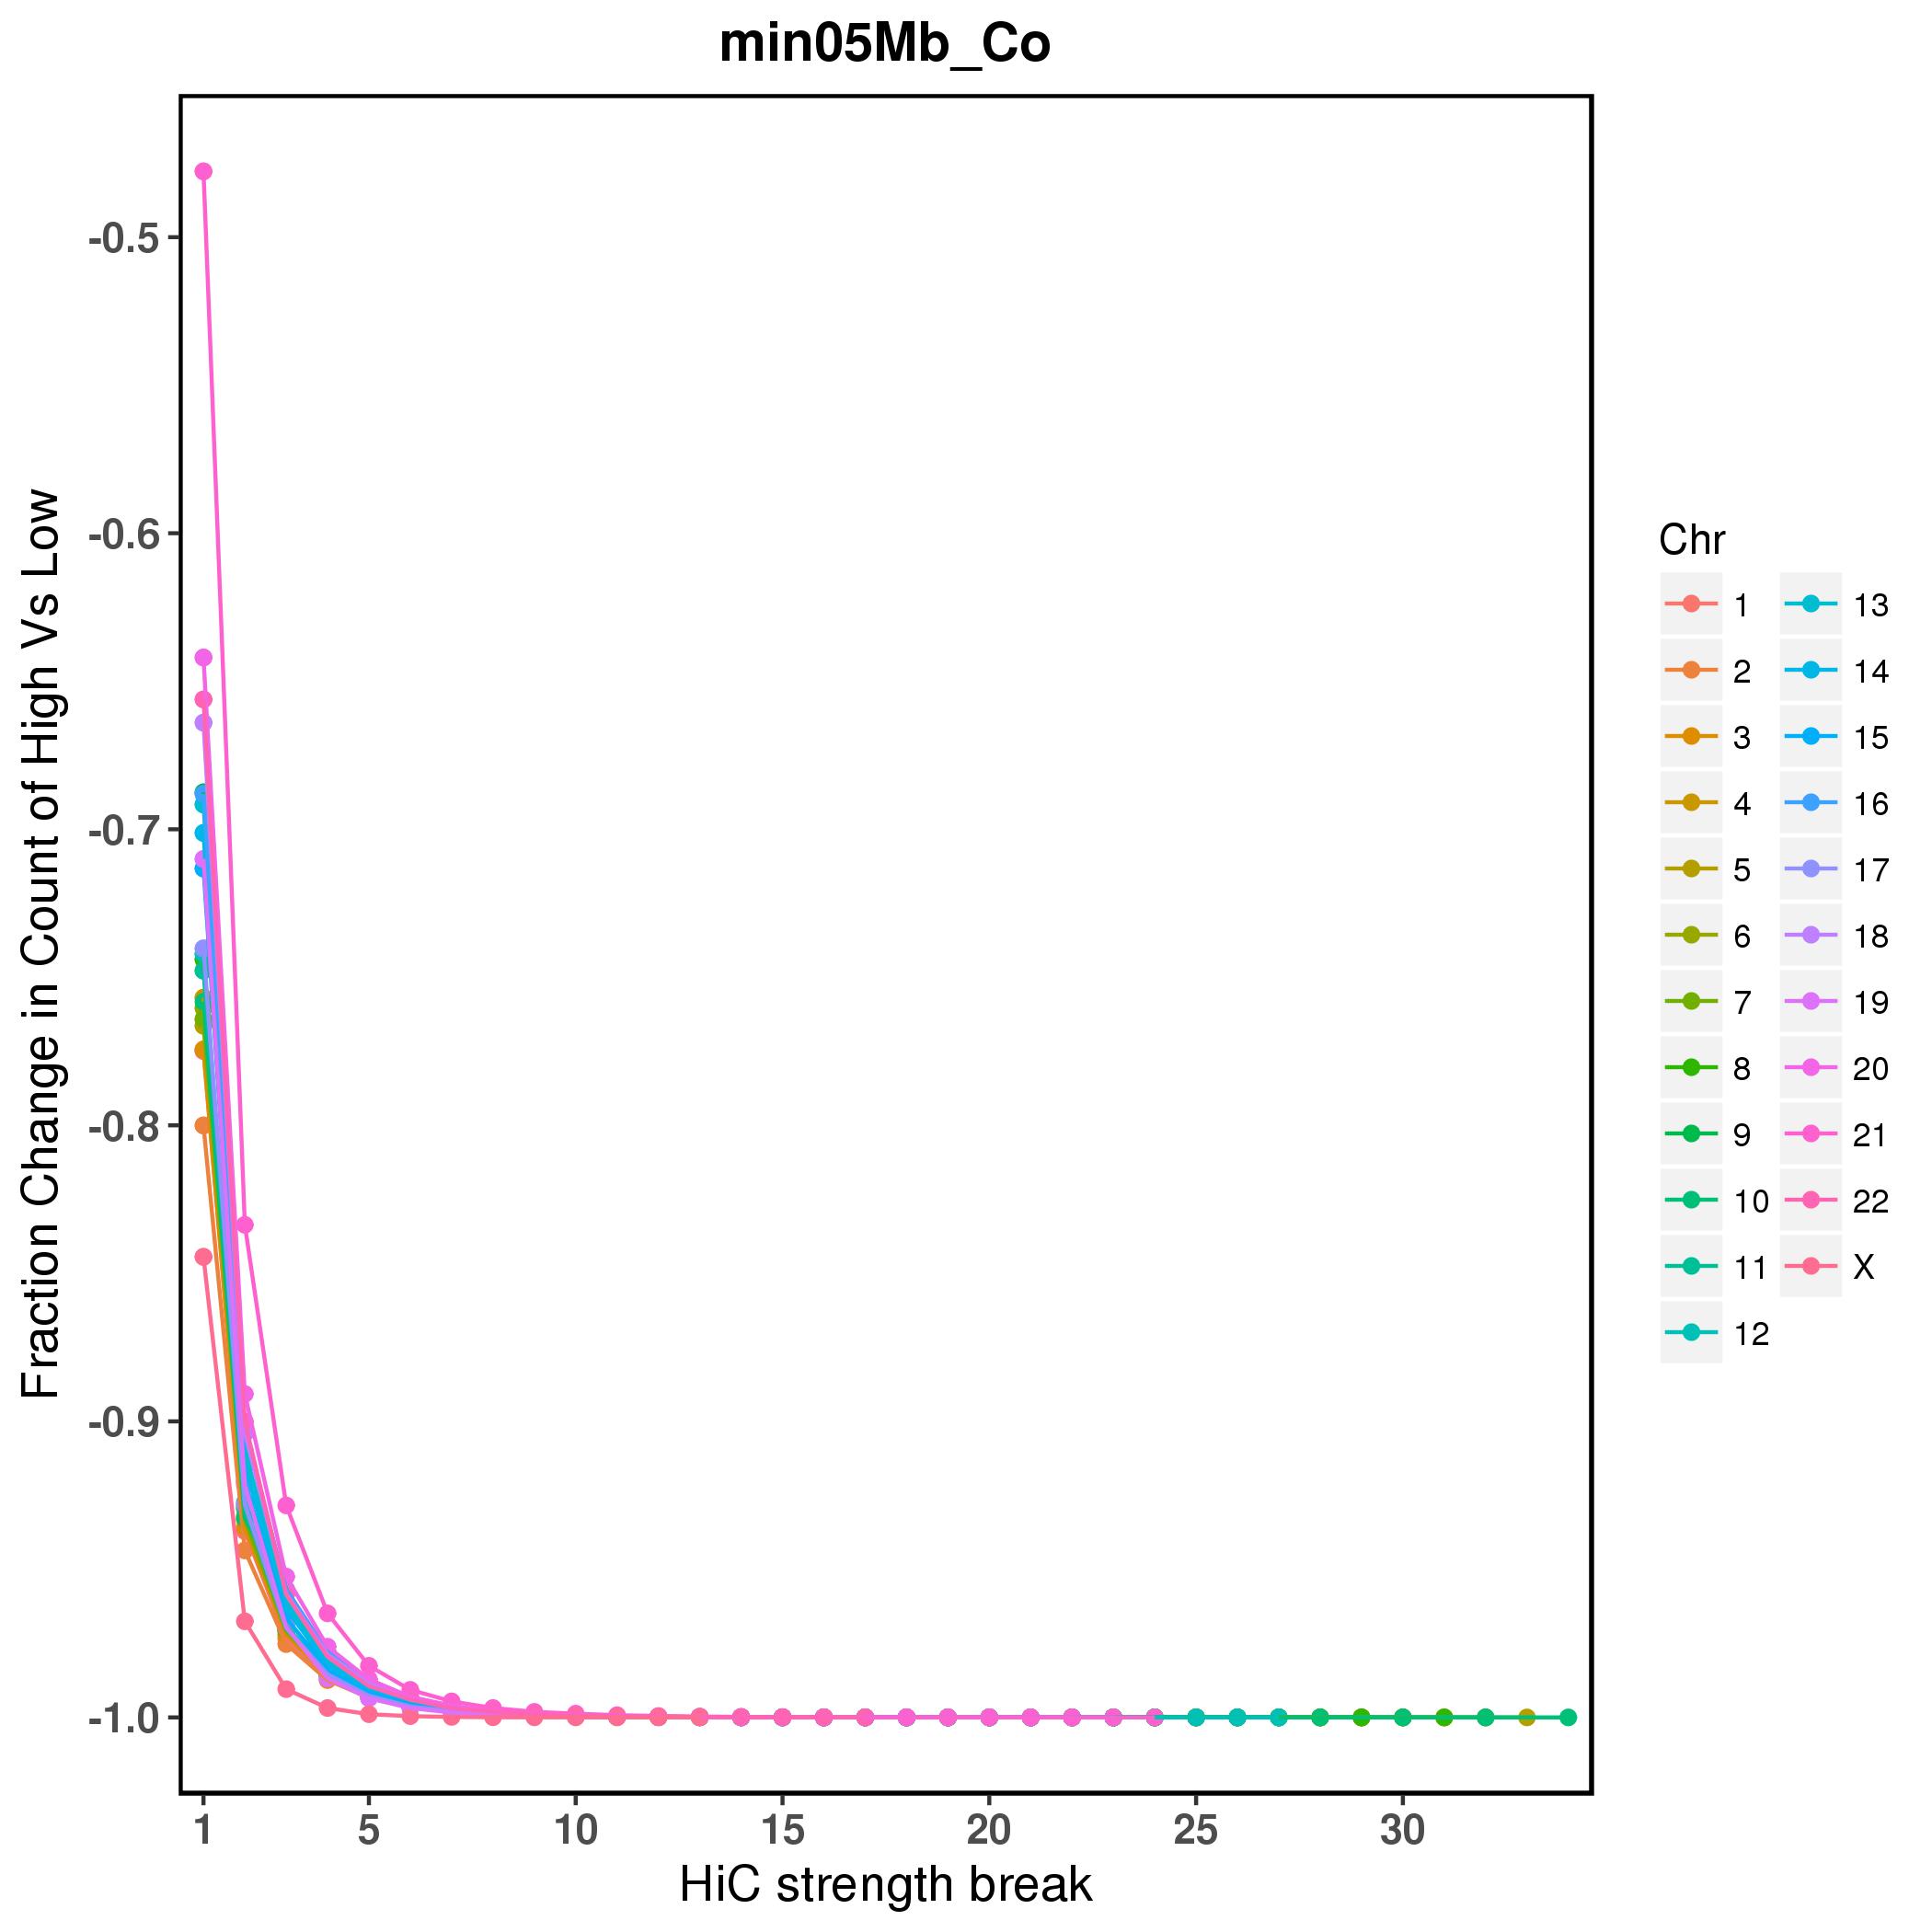 min05Mb_Co
Fraction Change in Count of High Vs Low
-0.5
-0.6
-0.7
-0.8
-0.9
-1.0
1 5 10 15 20 25 30
HiC strength break
Chr
1 13
2 14
3 15
4 16
5 17
6 18
7 19
8 20
9 21
10 22
11 X
12